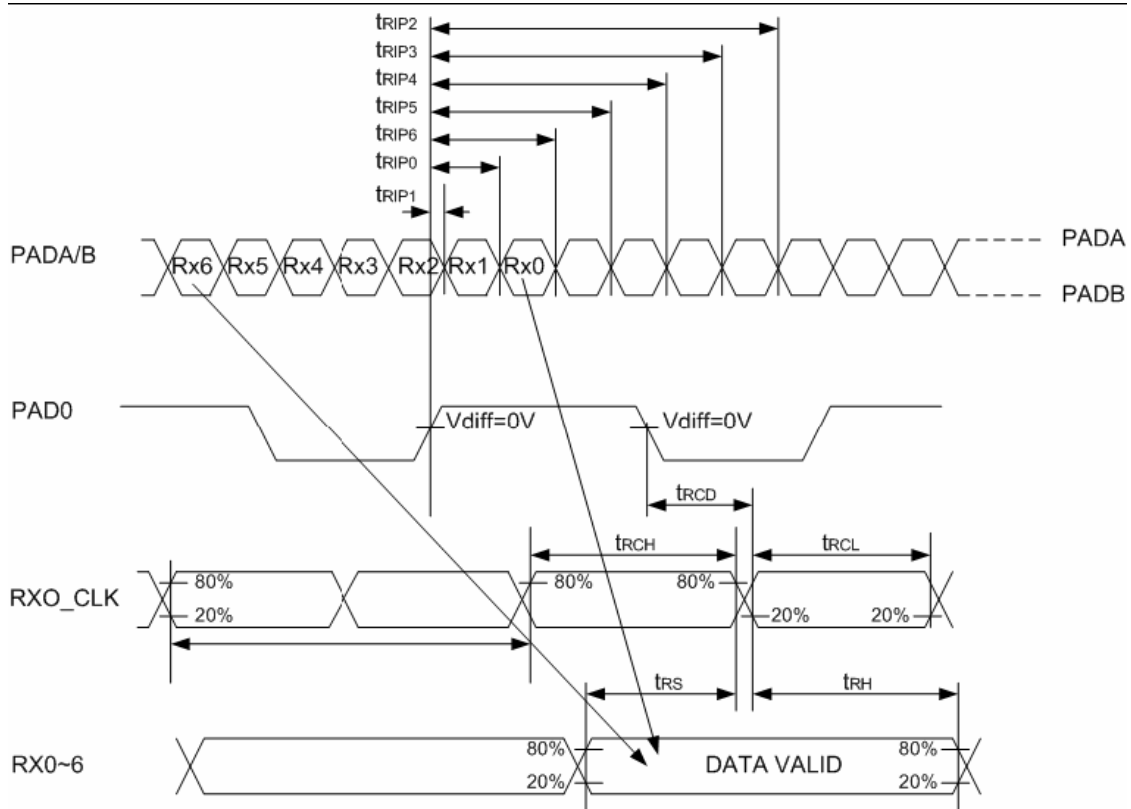 tRIP2
tRIP3
tRIP4
tRIP5
tRIP6
tRIP0
tRIP1
PADA/B
Rx6
Rx5
Rx4
Rx3
Rx2
Rx1
Rx0
PADA
PADB
PAD0
Vdiff=0V
Vdiff=0V
tRCD
tRCH
tRCL
RXO_CLK
80%
80%
80%
20%
20%
20%
tRS
tRH
RX0~6
80%
DATA VALID
80%
20%
20%